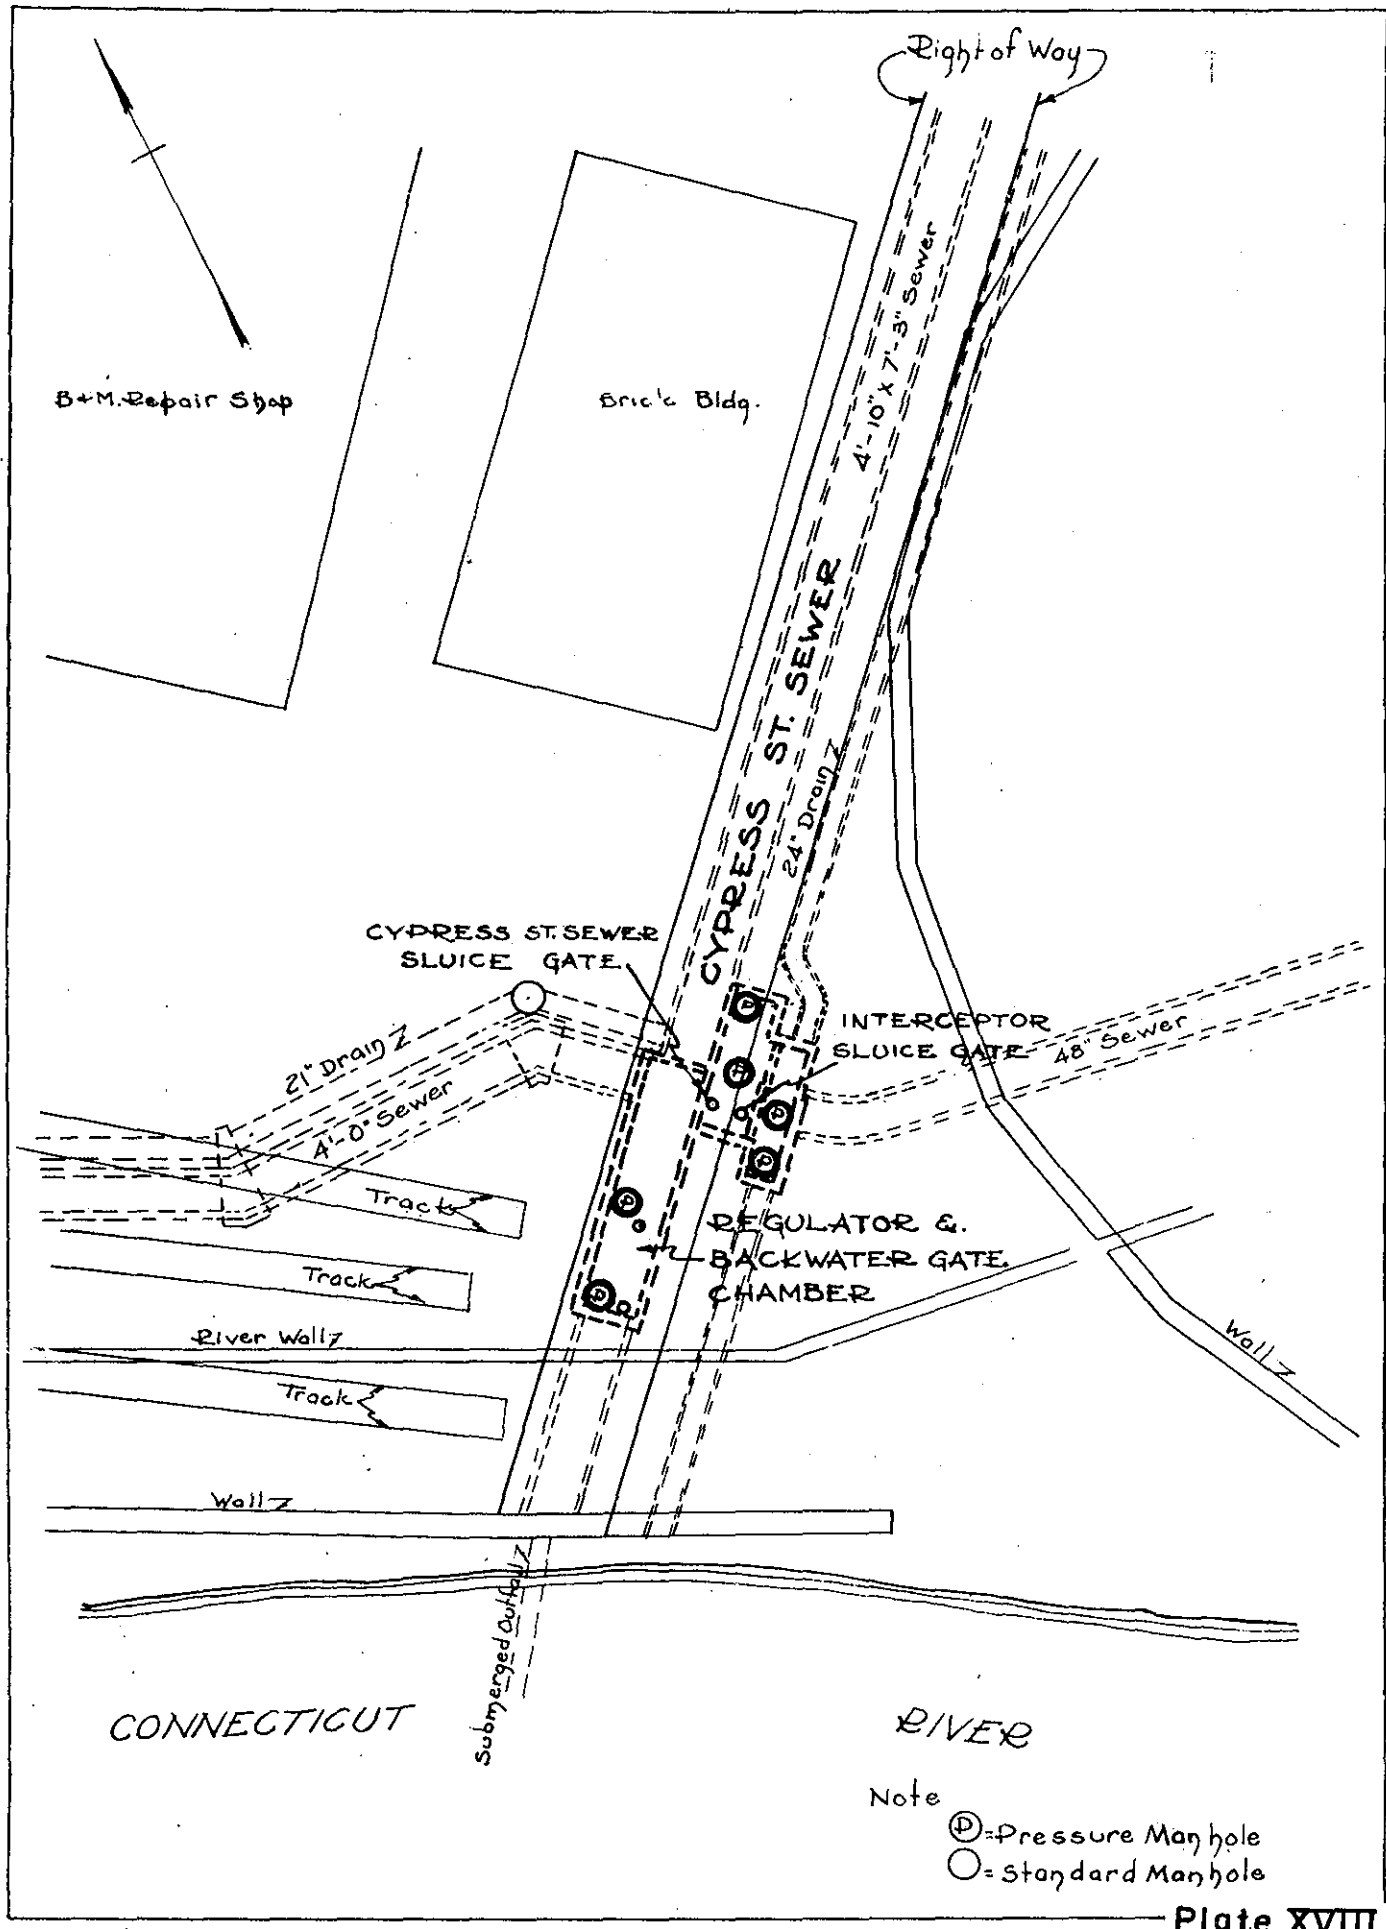 Right of Way
4'-10" x 7'-3" Sewer
B+M. Repair Shop
Bric'c Bldg.
CYPRESS ST. SEWER
24" Drain
CYPRESS ST. SEWER
SLUICE GATE
INTERCEPTOR
SLUICE GATE
48" Sewer
21" Drain
4'-0" Sewer
P
H
P
P
P
P
Track
REGULATOR &
BACKWATER GATE
CHAMBER
Track
River Wall
Wall
Track
Wall
Submerged Outfall
CONNECTICUT RIVER
Note
P = Pressure Manhole
= Standard Manhole
Plate XVIII